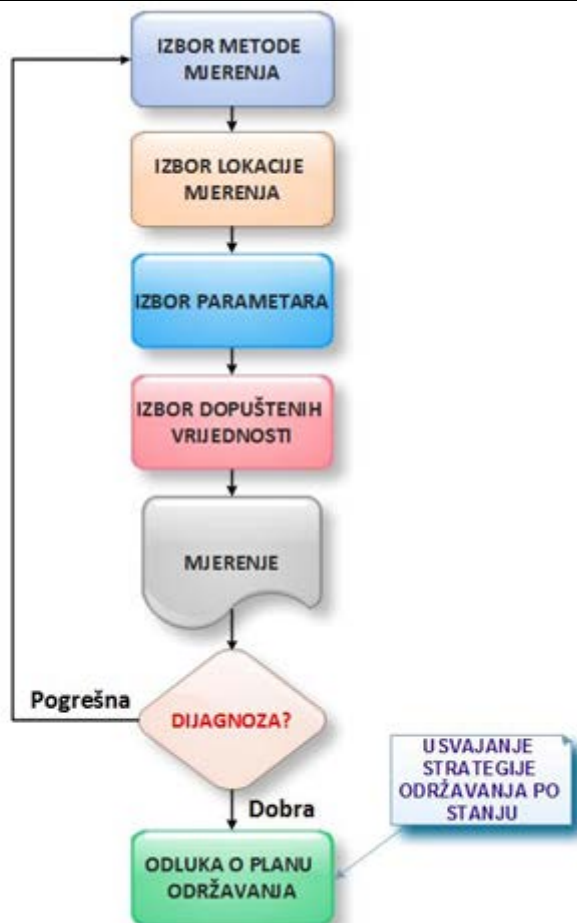 IZBOR METODE
MJERENJA
IZBOR LOKACIJE
MJERENJA
IZBOR PARAMETARA
IZBOR DOPUŠTENIH
VRIJEDNOSTI
MJERENJE
Pogrešna
DIJAGNOZA?
USVAJANJE
STRATEGIJE
ODRŽAVANJA PO
STANJU
Dobra
ODLUKA O PLANU
ODRŽAVANJA